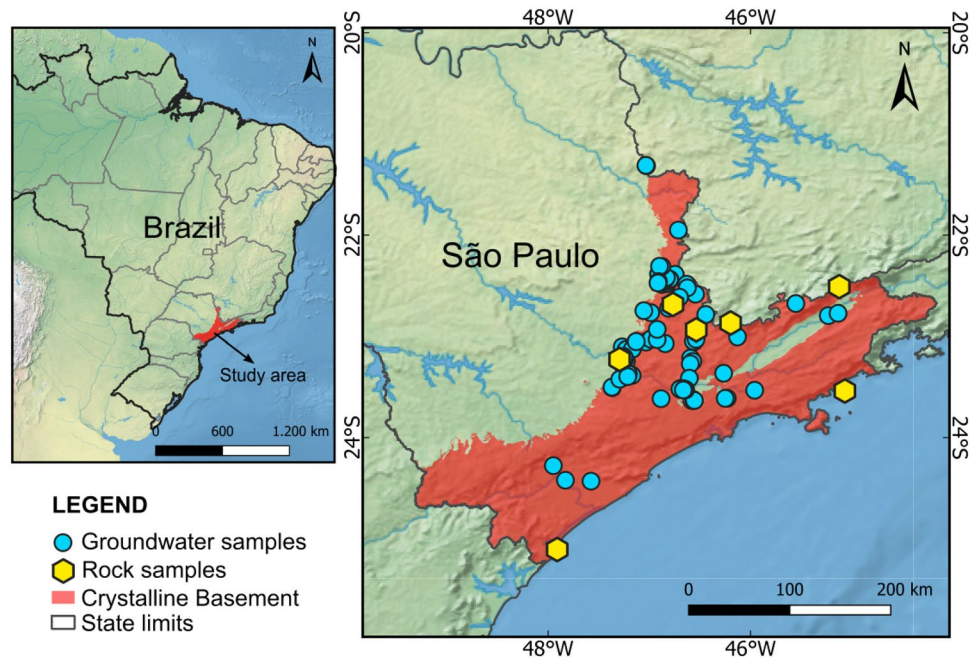 N
Brazil
Study area
0 600 1.200 km
LEGEND
Groundwater samples
Rock samples
Crystalline Basement
State limits
48°W 46°W
20°S 20°S
N
22°S 22°S
São Paulo
24°S 24°S
0 100 200 km
48°W 46°W